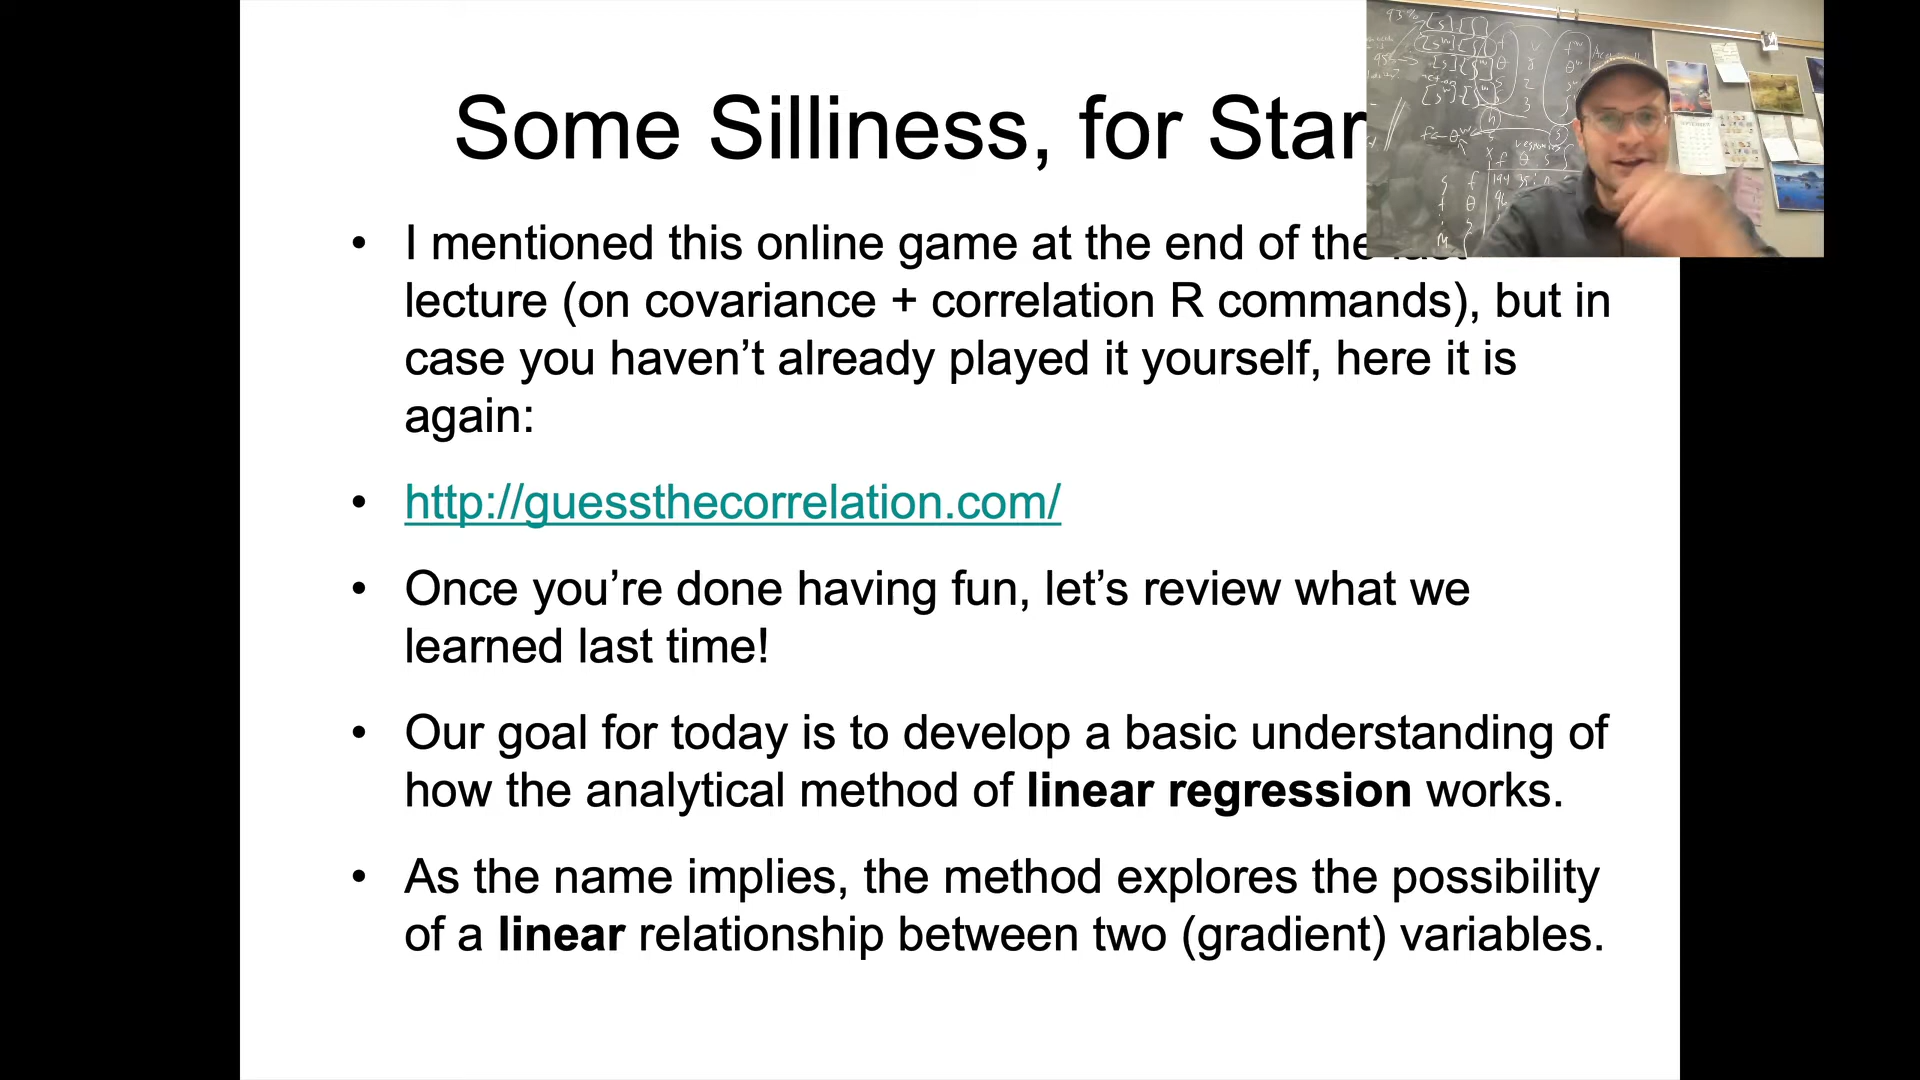 Some Silliness, for Star
• I mentioned this online game at the end of the last
lecture (on covariance + correlation R commands), but in
case you haven’t already played it yourself, here it is
again:
• http://guessthecorrelation.com/
• Once you’re done having fun, let’s review what we
learned last time!
• Our goal for today is to develop a basic understanding of
how the analytical method of linear regression works.
• As the name implies, the method explores the possibility
of a linear relationship between two (gradient) variables.
93%